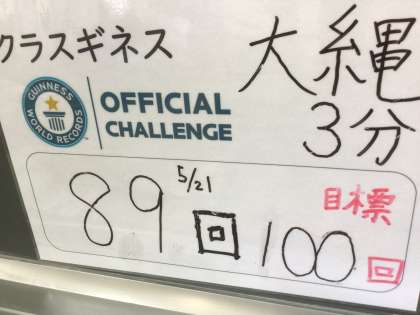 クラスギネス
大縄
3分
GUINNESS WORLD RECORDS
OFFICIAL
CHALLENGE
5/21
目標
89回 100回